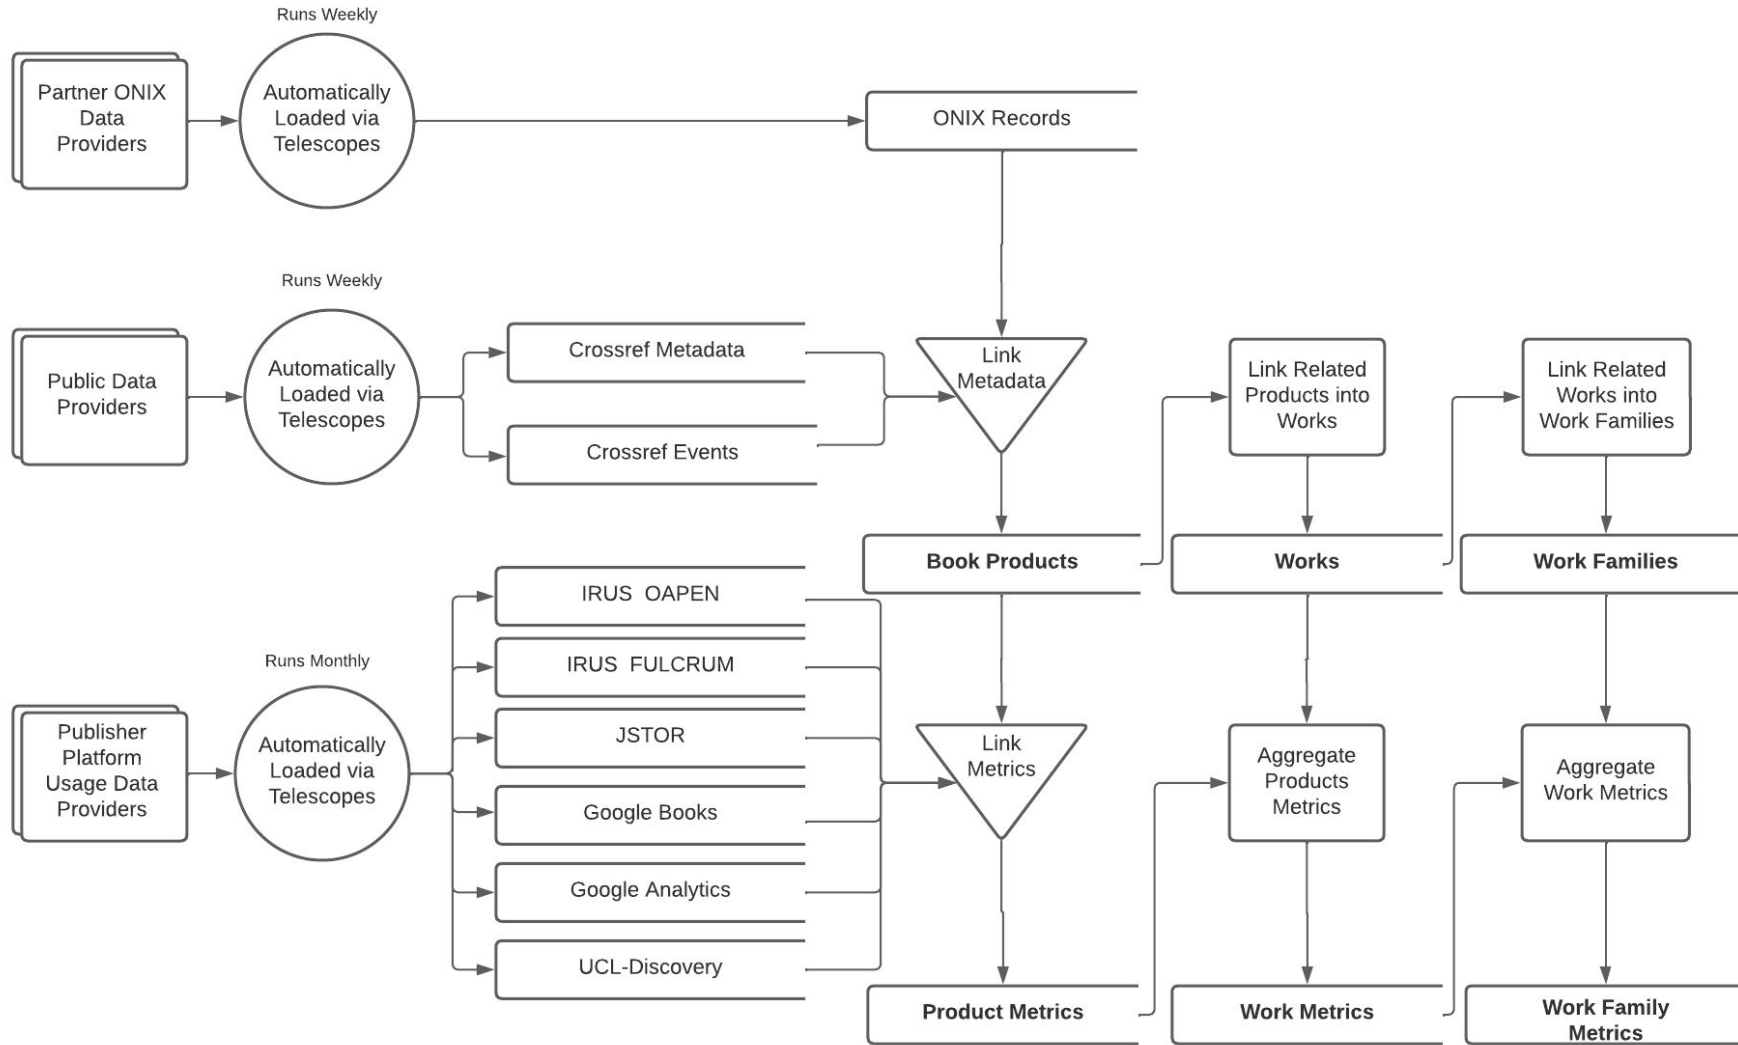 Runs Weekly
Partner ONIX
Data
Providers
Automatically
Loaded via
Telescopes
ONIX Records
Runs Weekly
Public Data
Providers
Automatically
Loaded via
Telescopes
Crossref Metadata
Crossref Events
Link
Metadata
Link Related
Products into
Works
Link Related
Works into
Work Families
Book Products
Works
Work Families
Runs Monthly
Publisher
Platform
Usage Data
Providers
Automatically
Loaded via
Telescopes
IRUS OAPEN
IRUS FULCRUM
JSTOR
Google Books
Google Analytics
UCL-Discovery
Link
Metrics
Aggregate
Products
Metrics
Aggregate
Work Metrics
Product Metrics
Work Metrics
Work Family
Metrics